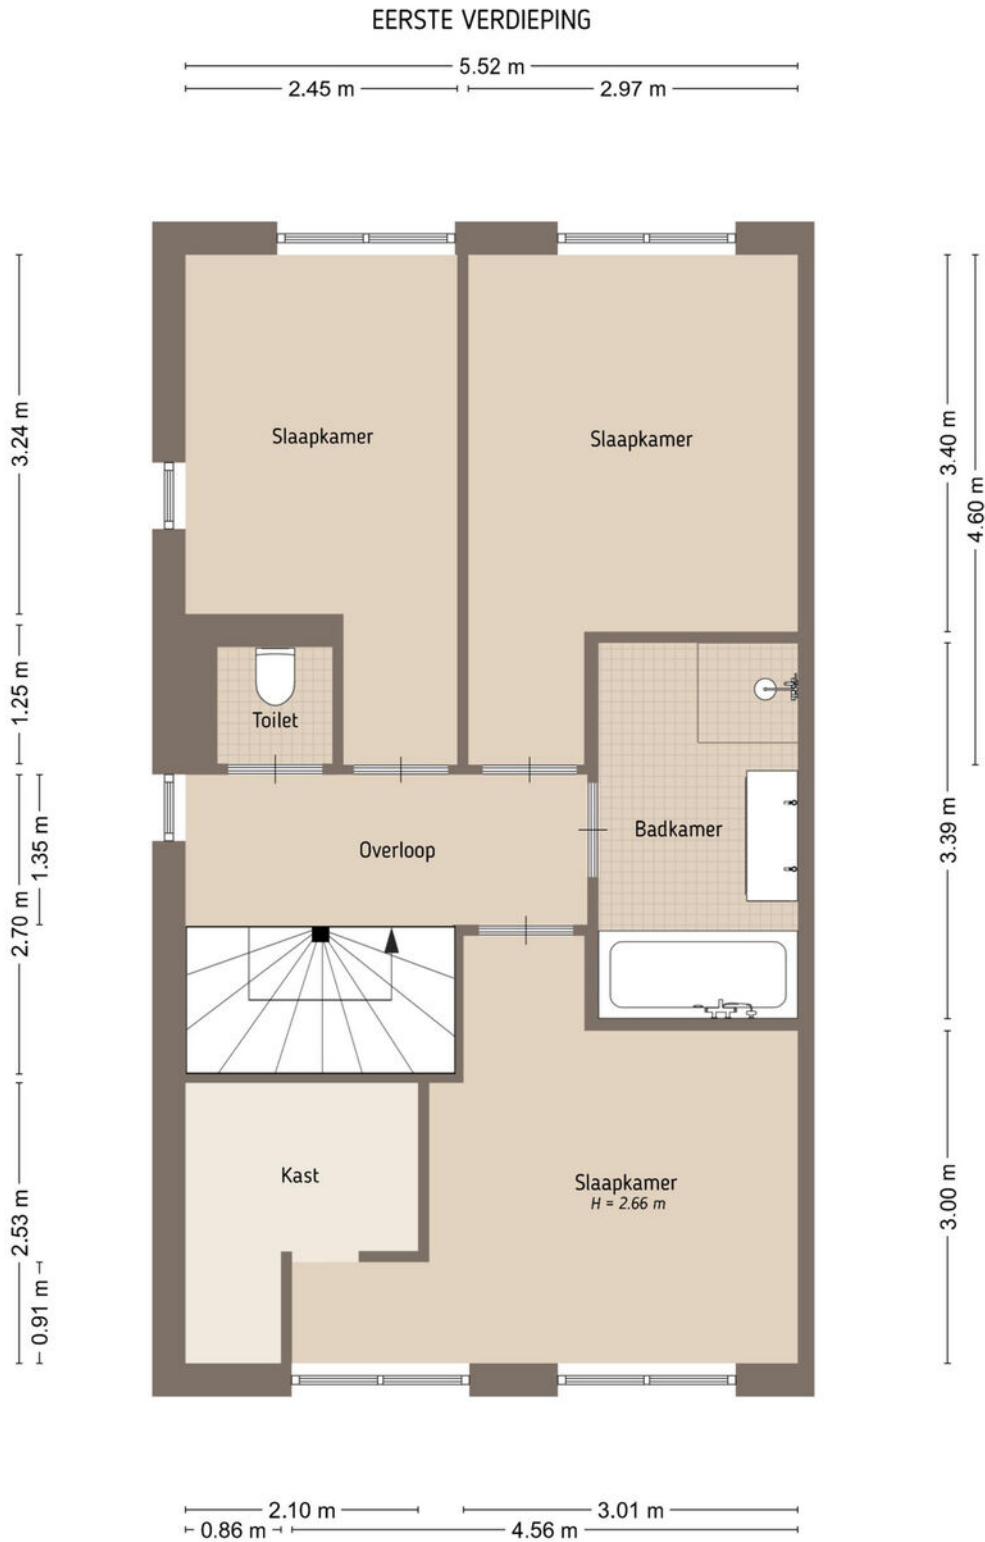 EERSTE VERDIEPING
5.52 m
2.45 m
2.97 m
3.24 m
3.40 m
4.60 m
Slaapkamer
Slaapkamer
1.25 m
Toilet
1.35 m
2.70 m
Overloop
Badkamer
3.39 m
Kast
Slaapkamer
H = 2.66 m
2.53 m
0.91 m
3.00 m
2.10 m
3.01 m
0.86 m
4.56 m